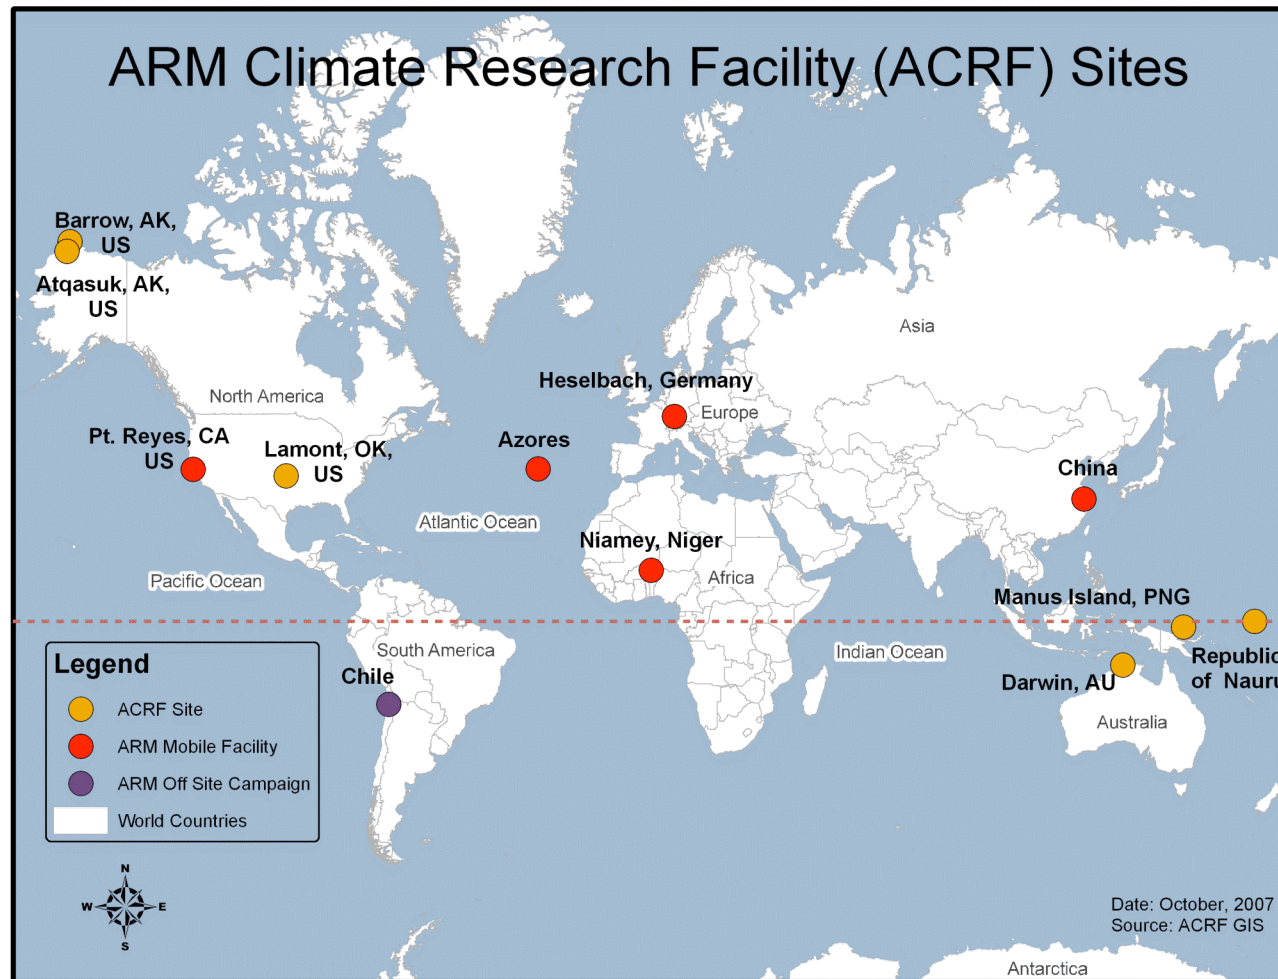 ARM Climate Research Facility (ACRF) Sites
Barrow, AK,
US
Atqasuk, AK,
US
Asia
Heselbach, Germany
North America
Europe
Pt. Reyes, CA
US
Lamont, OK,
US
Azores
China
Atlantic Ocean
Niamey, Niger
Pacific Ocean
Africa
Manus Island, PNG
South America
Indian Ocean
Republic
of Nauru
Chile
Darwin, AU
Australia
Legend
ACRF Site
ARM Mobile Facility
ARM Off Site Campaign
World Countries
N
W
E
S
Date: October, 2007
Source: ACRF GIS
Antarctica